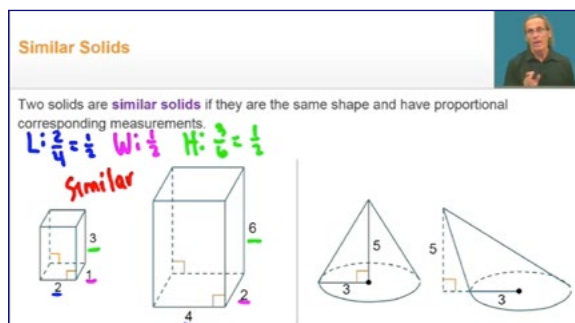 Similar Solids
Two solids are similar solids if they are the same shape and have proportional
corresponding measurements.
L: 2/4 = 1/2 W: 1/2 H: 3/6 = 1/2
Similar
3
1
2
6
2
4
5
3
5
3